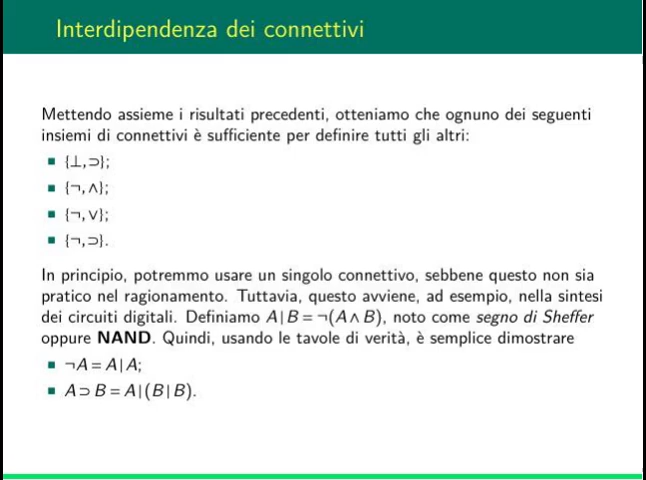 Interdipendenza dei connettivi
Mettendo assieme i risultati precedenti, otteniamo che ognuno dei seguenti
insiemi di connettivi è sufficiente per definire tutti gli altri:
▪ {⊥,⊃};
▪ {¬,∧};
▪ {¬,∨};
▪ {¬,⊃}.
In principio, potremmo usare un singolo connettivo, sebbene questo non sia
pratico nel ragionamento. Tuttavia, questo avviene, ad esempio, nella sintesi
dei circuiti digitali. Definiamo A|B=¬(A∧B), noto come segno di Sheffer
oppure NAND. Quindi, usando le tavole di verità, è semplice dimostrare
▪ ¬A=A|A;
▪ A⊃B=A|(B|B).